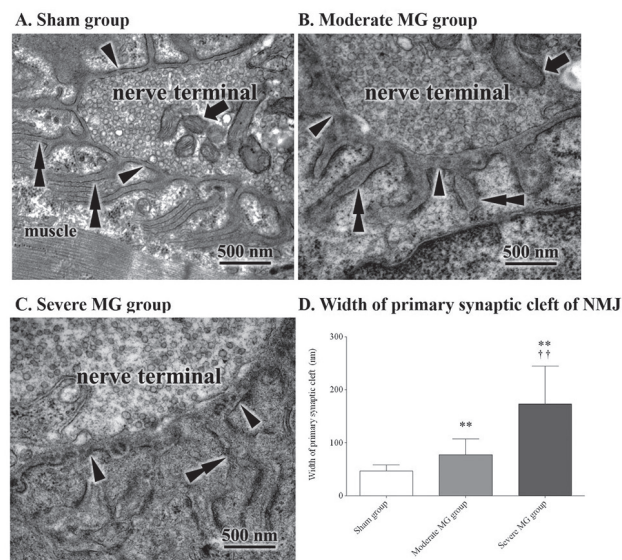 A. Sham group
nerve terminal
muscle
500 nm
B. Moderate MG group
nerve terminal
500 nm
C. Severe MG group
nerve terminal
500 nm
D. Width of primary synaptic cleft of NMJ
Width of primary synaptic cleft (nm)
300
200
100
0
**
**
††
Sham group
Moderate MG group
Severe MG group